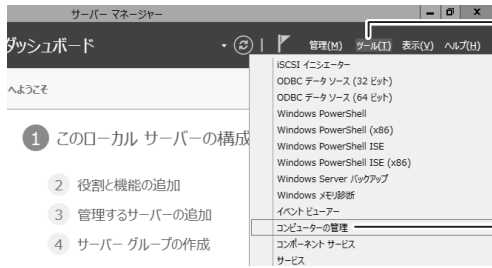 サーバー マネージャー
ダッシュボード
管理(M) ツール(T) 表示(V) ヘルプ(H)
へようこそ
1 このローカル サーバーの構成
2 役割と機能の追加
3 管理するサーバーの追加
4 サーバー グループの作成
iSCSI イニシエーター
ODBC データ ソース (32 ビット)
ODBC データ ソース (64 ビット)
Windows PowerShell
Windows PowerShell (x86)
Windows PowerShell ISE
Windows PowerShell ISE (x86)
Windows Server バックアップ
Windows メモリ診断
イベント ビューアー
コンピューターの管理
コンポーネント サービス
サービス